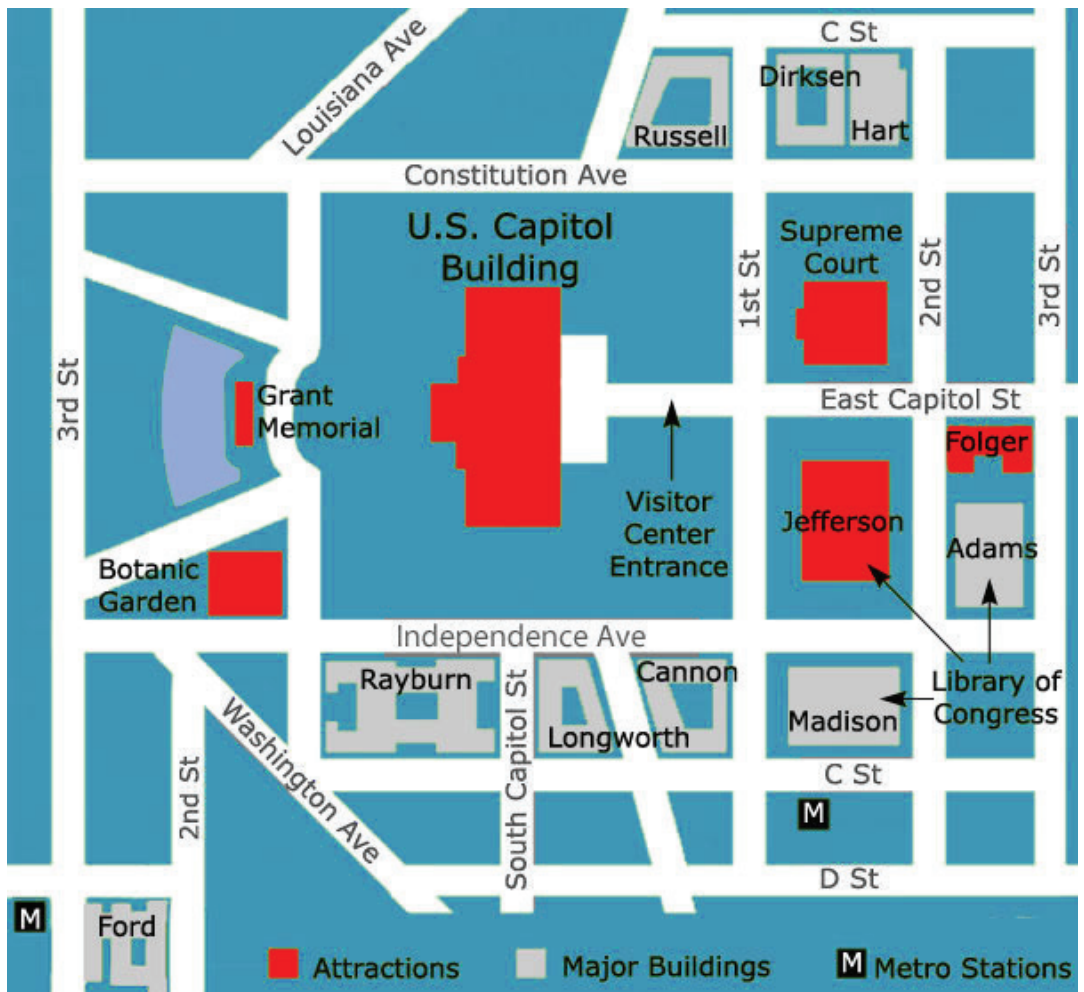 C St
Louisiana Ave
Dirksen
Russell
Hart
Constitution Ave
U.S. Capitol
Building
Supreme
Court
1st St
2nd St
3rd St
3rd St
Grant
Memorial
East Capitol St
Folger
Visitor
Center
Entrance
Jefferson
Adams
Botanic
Garden
Independence Ave
Rayburn
Cannon
Library of
Congress
Longworth
Madison
Washington Ave
South Capitol St
2nd St
C St
M
D St
M
Ford
Attractions
Major Buildings
M Metro Stations